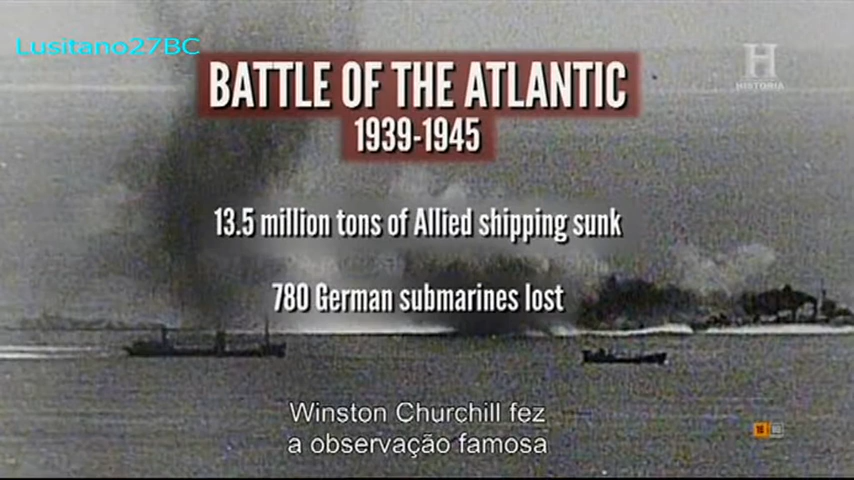 Lusitano27BC
BATTLE OF THE ATLANTIC
1939-1945
H
HISTORIA
13.5 million tons of Allied shipping sunk
780 German submarines lost
Winston Churchill fez
a observação famosa